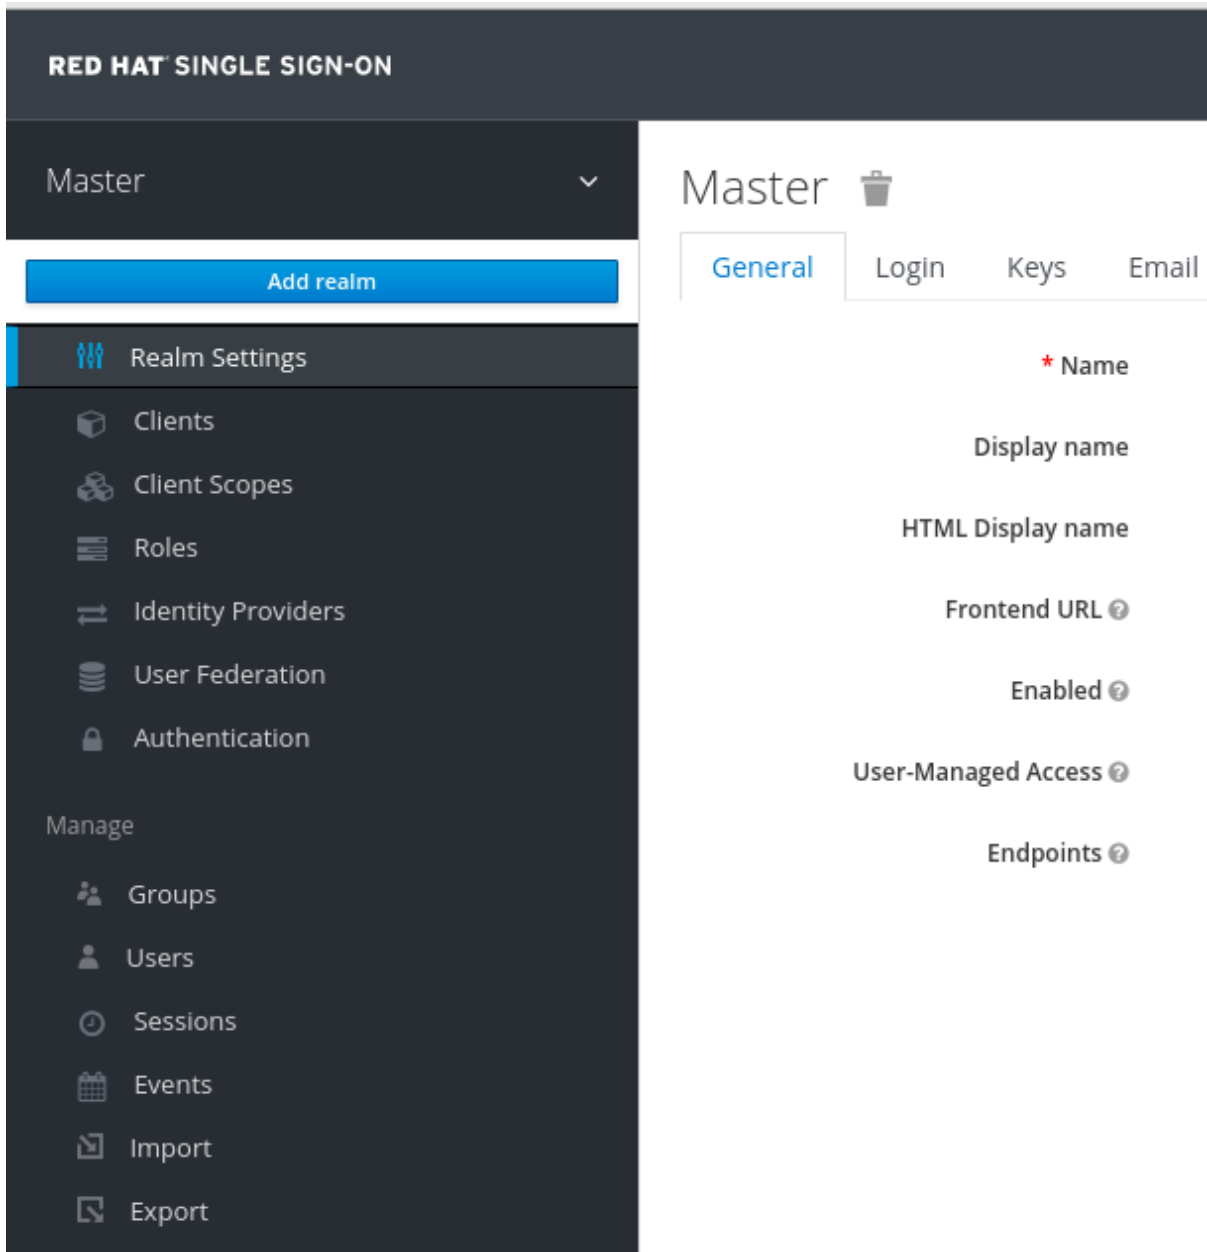 RED HAT SINGLE SIGN-ON
Master
Add realm
Realm Settings
Clients
Client Scopes
Roles
Identity Providers
User Federation
Authentication
Manage
Groups
Users
Sessions
Events
Import
Export
Master
General Login Keys Email
* Name
Display name
HTML Display name
Frontend URL
Enabled
User-Managed Access
Endpoints